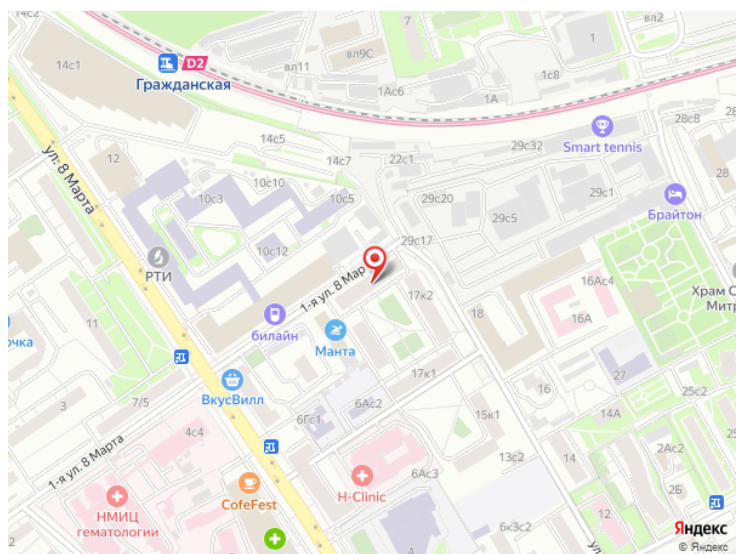 7
1
вл2
14с1
вл9С
вл11
D2
Гражданская
1Ас6
1А
1с8
14с5
Smart tennis
28с8
14с7
22с1
29с32
12
28
10с10
29с1
10с3
10с5
29с20
Брайтон
ул. 8 Марта
29с5
29с17
10с12
РТИ
16Ас4
1-я ул. 8 Мар
17к2
Храм С
Митр
18
16А
билайн
11
Манта
очка
17к1
16
27
ВкусВилл
25с2
3
7/5
6Ас2
14А
15к1
6Гс1
4с4
25
1-я ул. 8 Марта
13с2
14
2Ас2
6Ас3
H-Clinic
CofeFest
2Б
НМИЦ
гематологии
12
6к3с2
Яндекс
© Яндекс